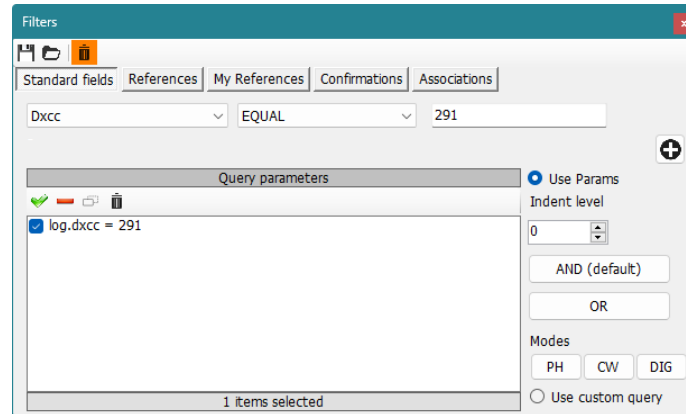 Filters
Standard fields References My References Confirmations Associations
Dxcc EQUAL 291
Query parameters
Use Params
Indent level
log.dxcc = 291
0
AND (default)
OR
Modes
PH CW DIG
1 items selected
Use custom query